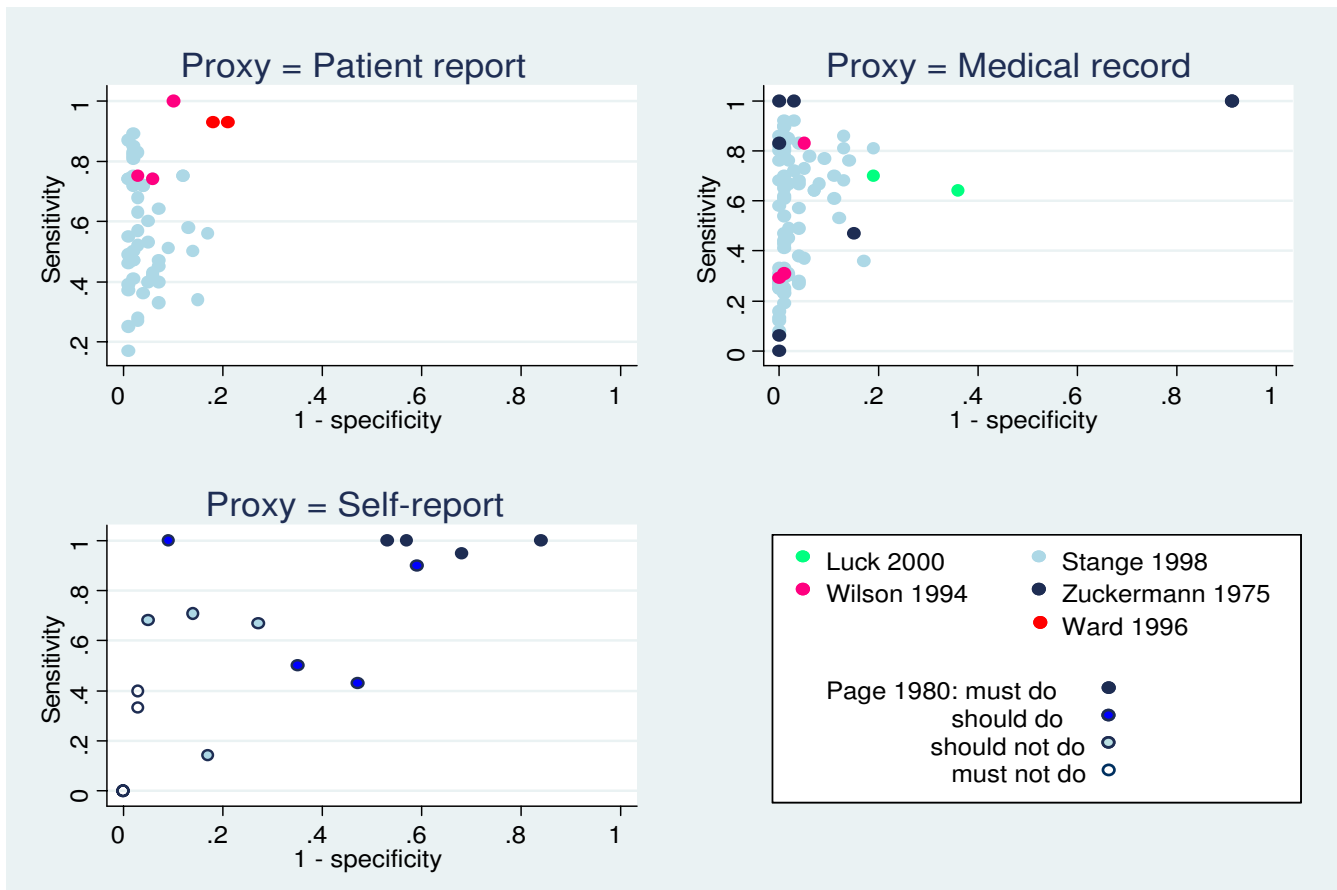 Proxy = Patient report
1
.8
.6
.4
.2
Sensitivity
0 .2 .4 .6 .8 1
1 - specificity
Proxy = Medical record
1
.8
.6
.4
.2
0
Sensitivity
0 .2 .4 .6 .8 1
1 - specificity
Proxy = Self-report
1
.8
.6
.4
.2
0
Sensitivity
0 .2 .4 .6 .8 1
1 - specificity
Luck 2000 Stange 1998
Wilson 1994 Zuckermann 1975
Ward 1996
Page 1980: must do
should do
should not do
must not do